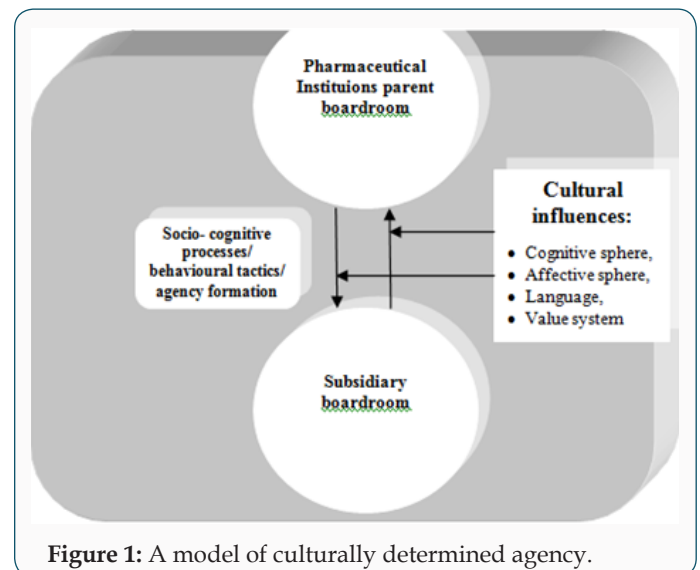 Pharmaceutical
Instituions parent
boardroom
Socio- cognitive
processes/
behavioural tactics/
agency formation
Cultural
influences:
• Cognitive sphere,
• Affective sphere,
• Language,
• Value system
Subsidiary
boardroom
Figure 1: A model of culturally determined agency.